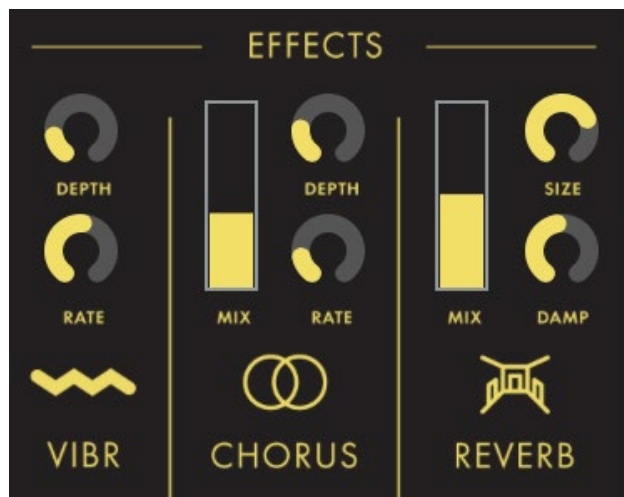 EFFECTS
DEPTH
DEPTH
SIZE
RATE
MIX
RATE
MIX
DAMP
VIBR
CHORUS
REVERB